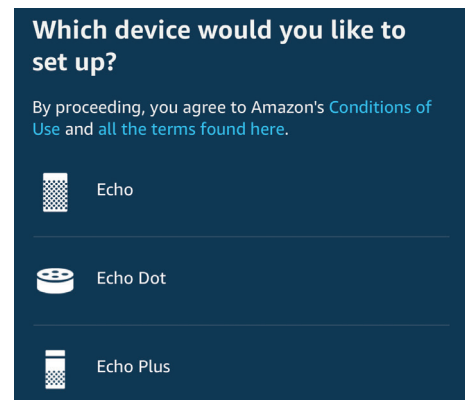 Which device would you like to
set up?
By proceeding, you agree to Amazon's Conditions of
Use and all the terms found here.
Echo
Echo Dot
Echo Plus